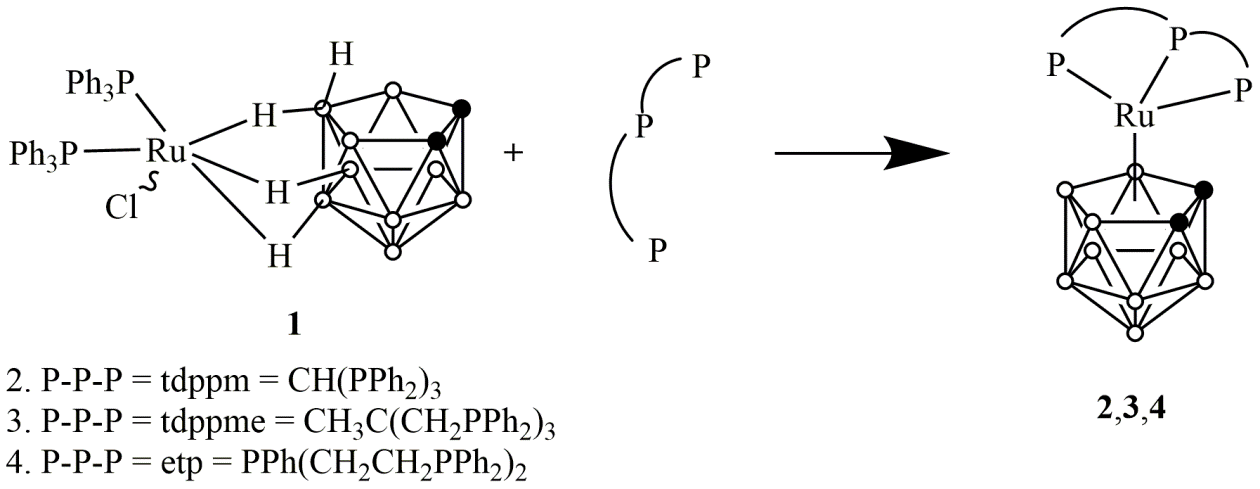 H
Ph₃P
H
P
P
P
P
Ph₃P
Ru
P
+
Ru
H
Cl
P
H
1
2. P-P-P = tdppm = CH(PPh₂)₃
3. P-P-P = tdppme = CH₃C(CH₂PPh₂)₃
2,3,4
4. P-P-P = etp = PPh(CH₂CH₂PPh₂)₂